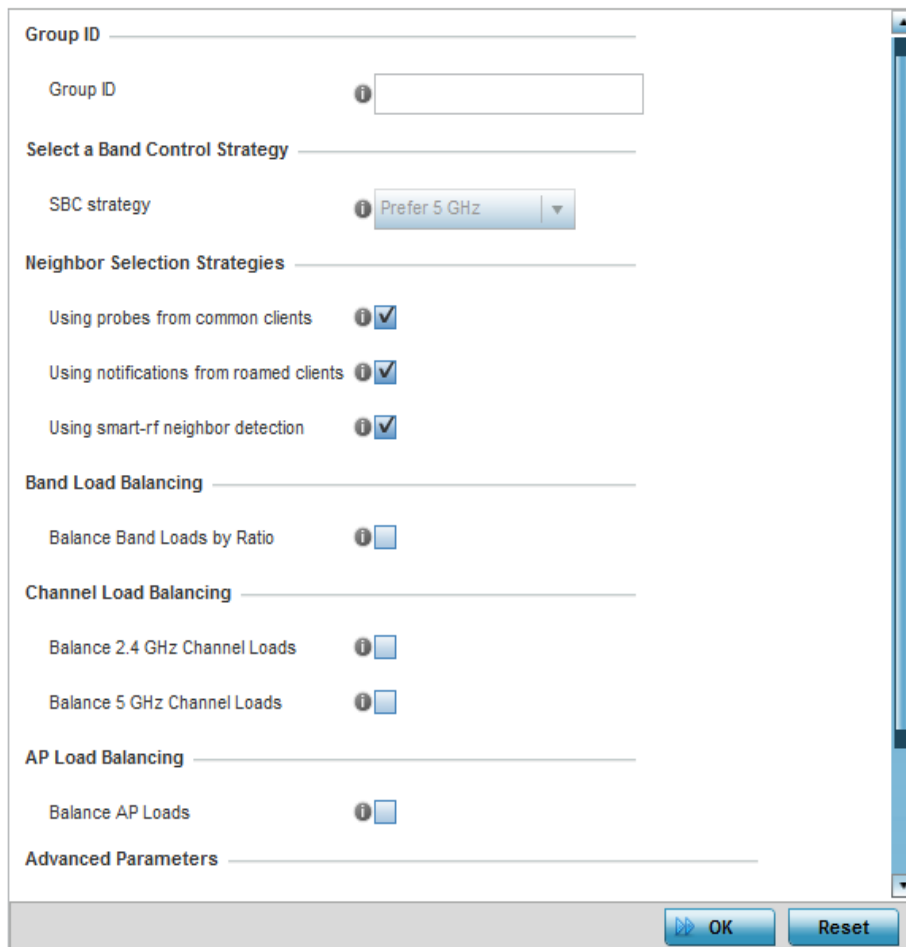 Group ID
Group ID
Select a Band Control Strategy
SBC strategy
Prefer 5 GHz
Neighbor Selection Strategies
Using probes from common clients
Using notifications from roamed clients
Using smart-rf neighbor detection
Band Load Balancing
Balance Band Loads by Ratio
Channel Load Balancing
Balance 2.4 GHz Channel Loads
Balance 5 GHz Channel Loads
AP Load Balancing
Balance AP Loads
Advanced Parameters
OK Reset